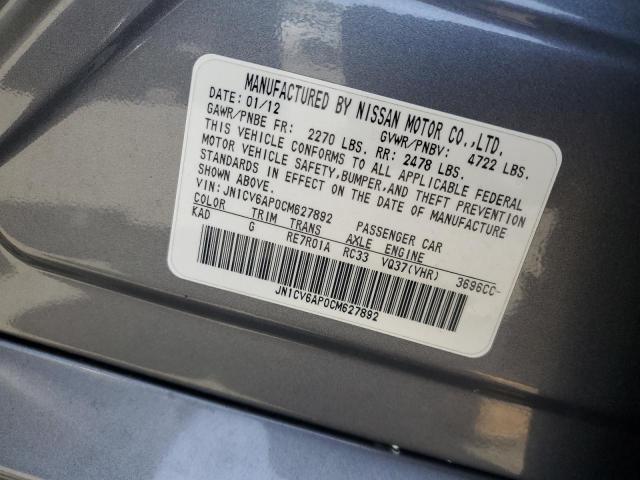 MANUFACTURED BY NISSAN MOTOR CO.,LTD.
DATE: 01/12 GVWR/PNBV: 4722 LBS.
GAWR/PNBE FR: 2270 LBS. RR: 2478 LBS.
THIS VEHICLE CONFORMS TO ALL APPLICABLE FEDERAL
MOTOR VEHICLE SAFETY,BUMPER,AND THEFT PREVENTION
STANDARDS IN EFFECT ON THE DATE OF MANUFACTURE
SHOWN ABOVE.
VIN:JN1CV6AP0CM627892 PASSENGER CAR
COLOR TRIM TRANS AXLE ENGINE
KAD G RE7R01A RC33 VQ37(VHR) 3696CC-
JN1CV6AP0CM627892